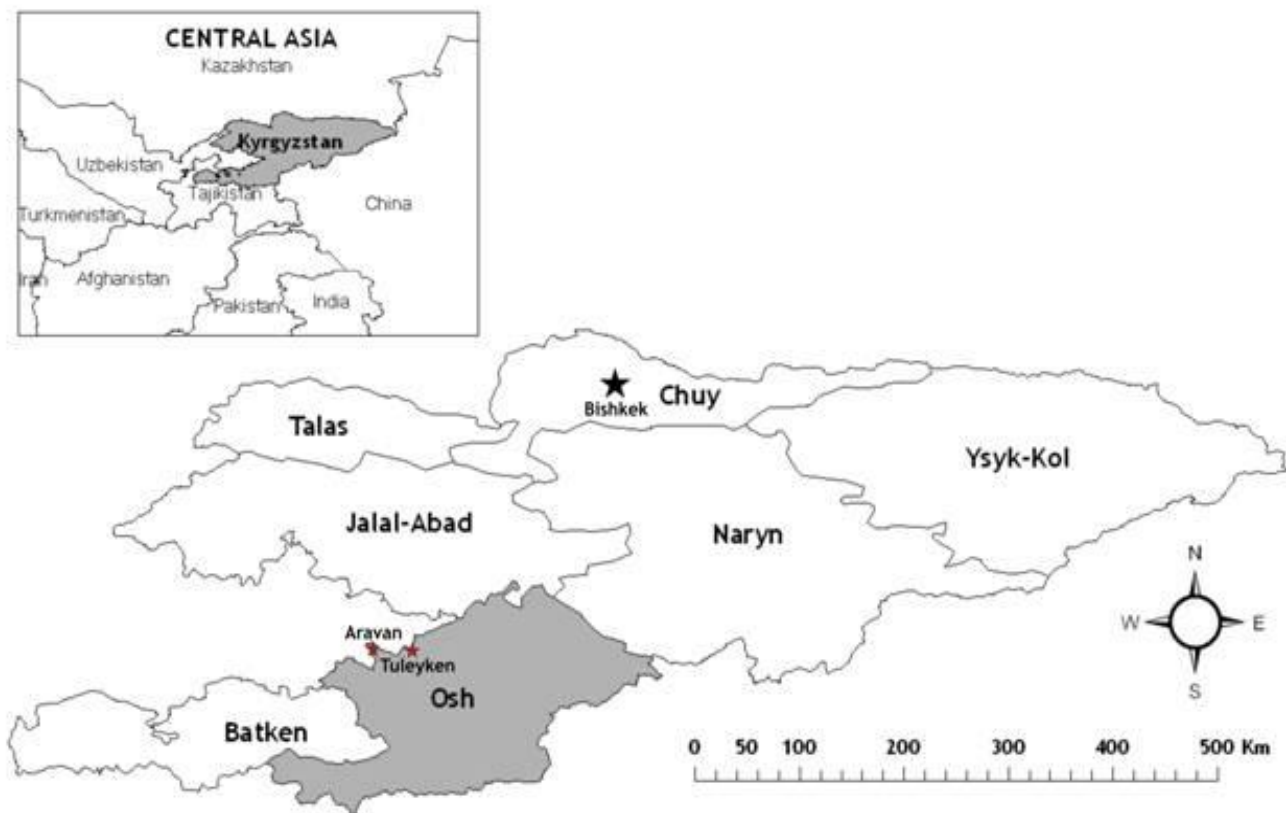 CENTRAL ASIA
Kazakhstan
Kyrgyzstan
Uzbekistan
Tajikistan
China
Turkmenistan
Iran
Afghanistan
Pakistan
India
Bishkek
Chuy
Talas
Ysyk-Kol
Jalal-Abad
Naryn
N
W E
S
Aravan
Tuleyken
Osh
Batken
0 50 100 200 300 400 500 Km